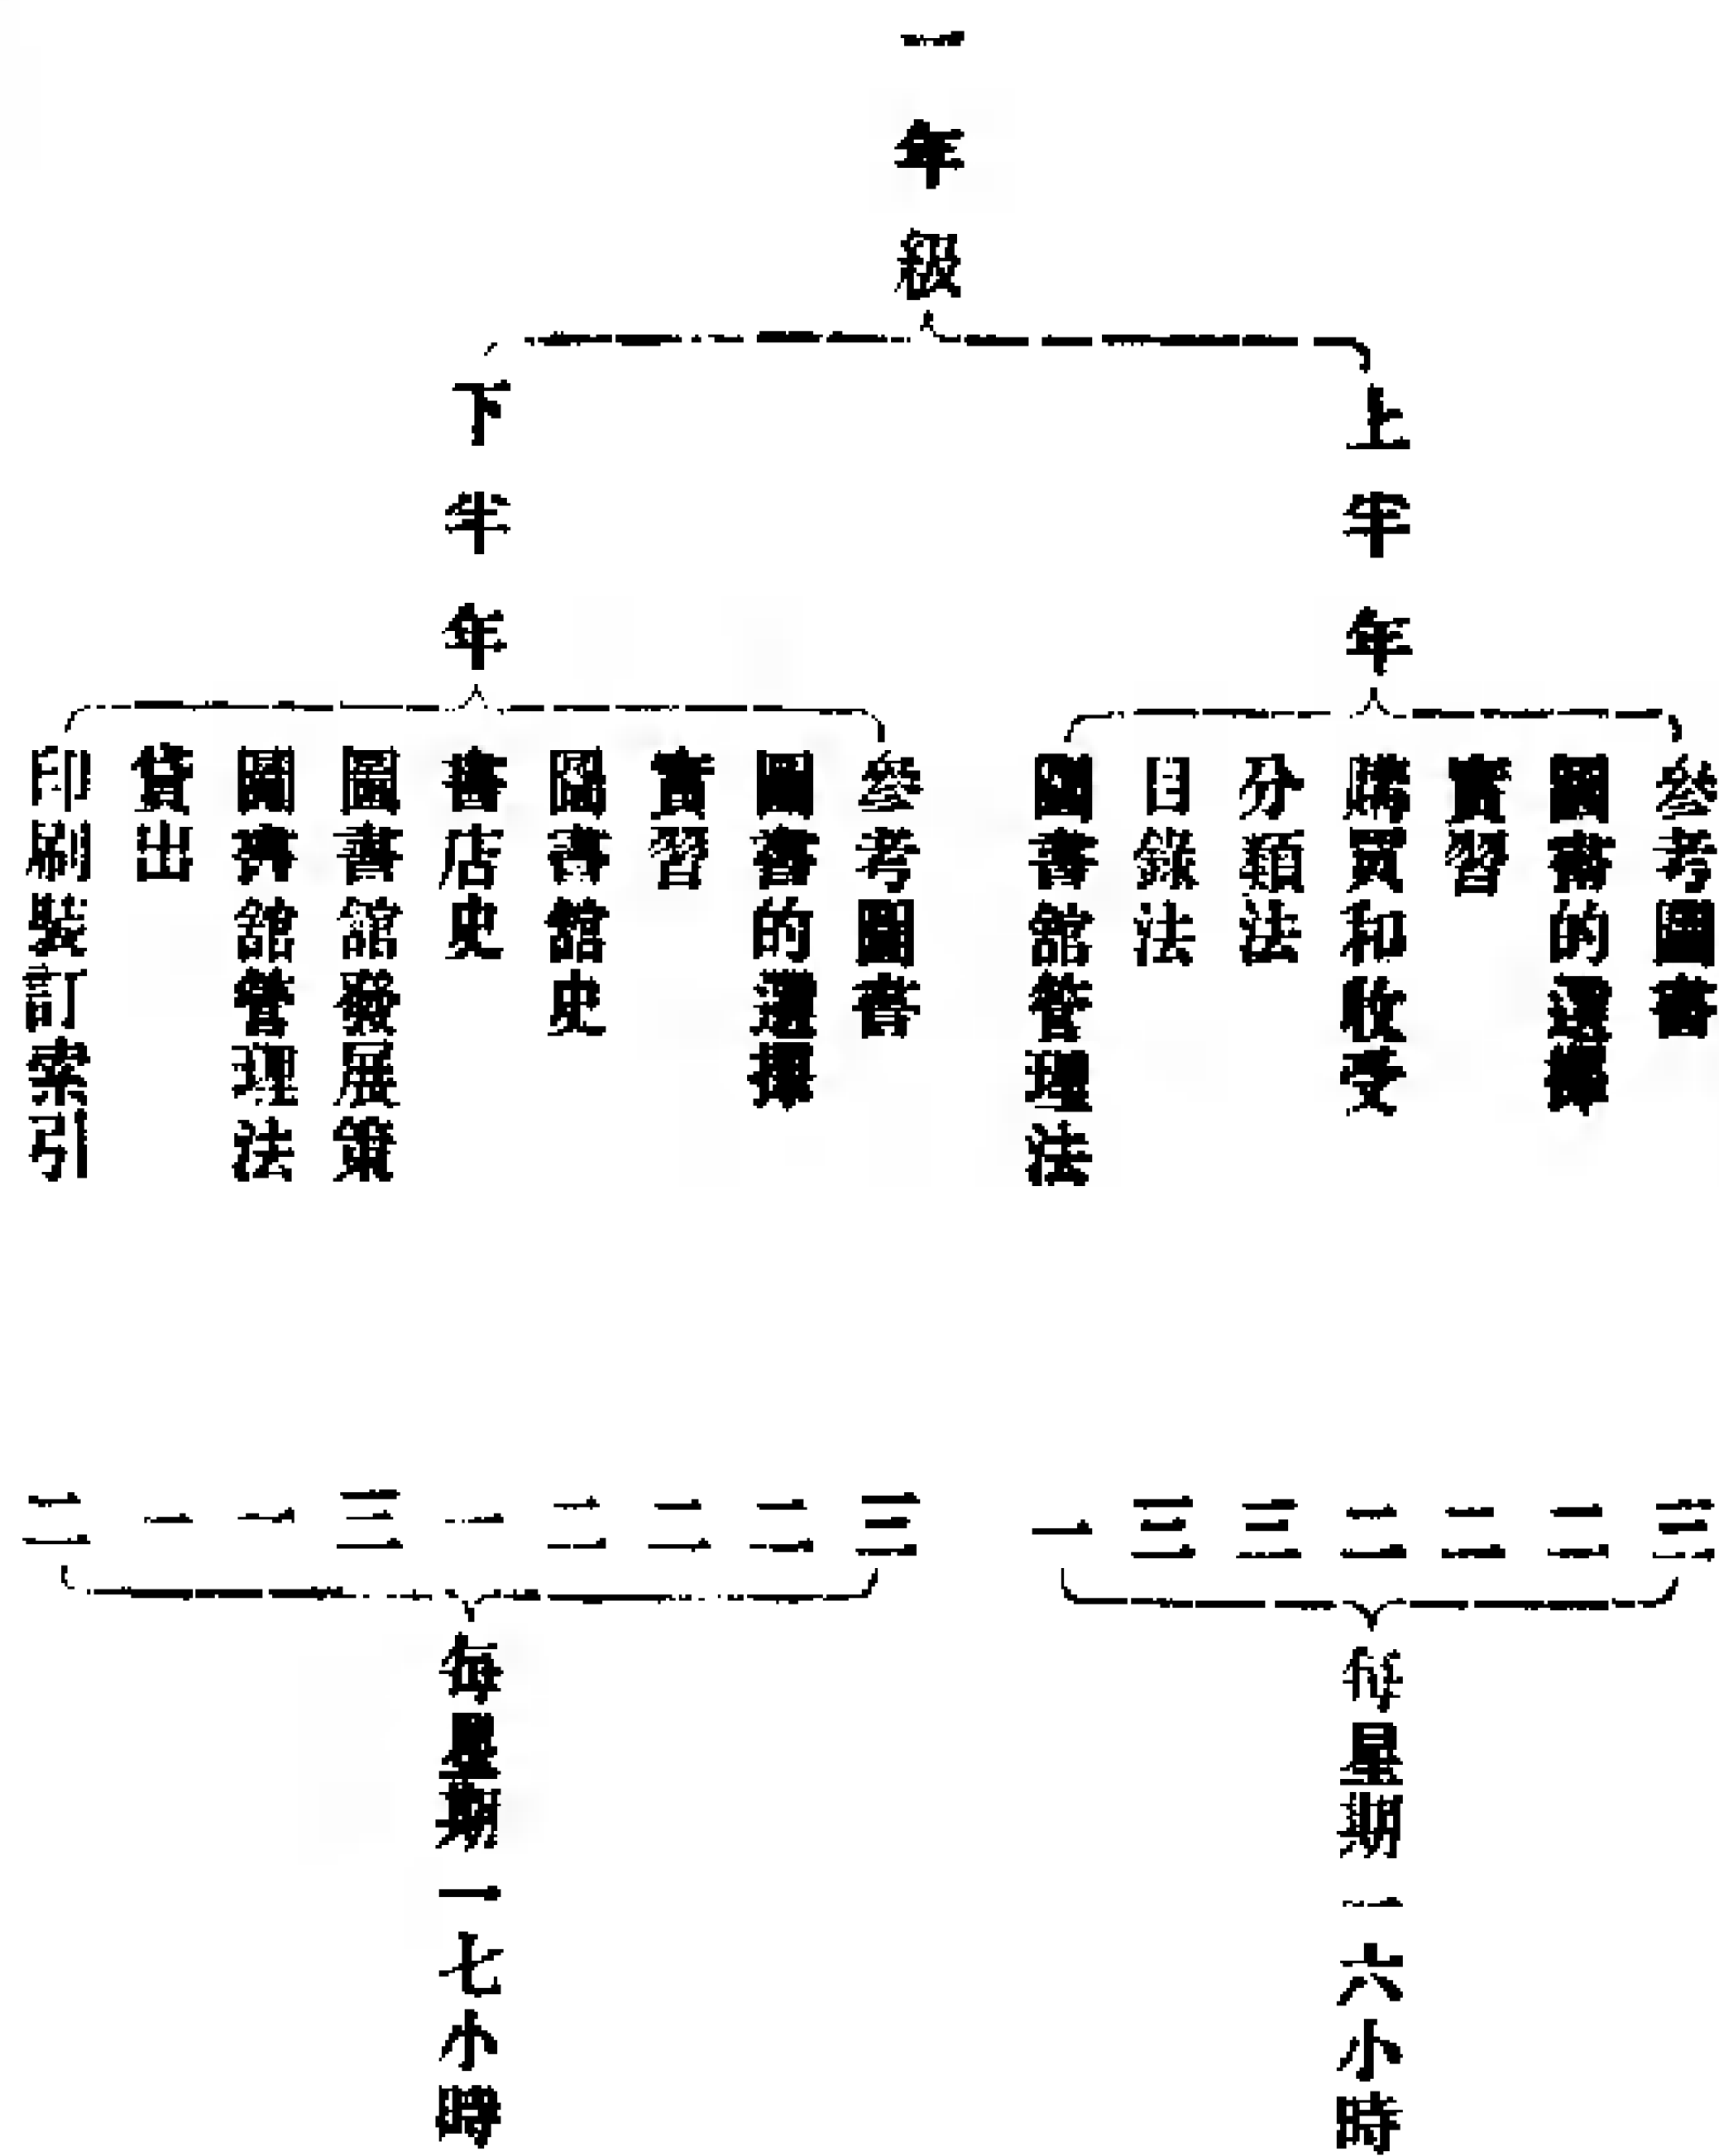 一年級
上半年
參考圖書 三
圖書的選擇 二
實習 二
購買和收受 二
分類法 三
目錄法 三
圖書館管理法 一
每星期一六小時
下半年
參考圖書 三
圖書的選擇 二
實習 二
圖書館史 二
書店史 一
圖書館發展策 三
圖書館管理法 一
貸出 一
印刷裝訂索引 二
每星期一七小時